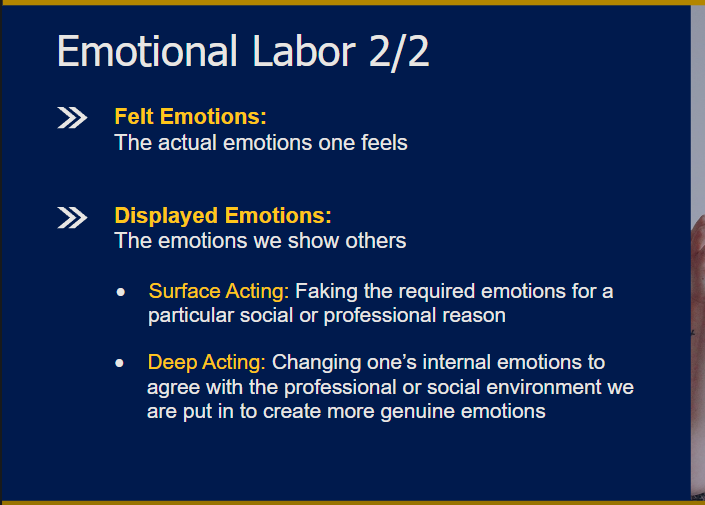 Emotional Labor 2/2
Felt Emotions:
The actual emotions one feels
Displayed Emotions:
The emotions we show others
• Surface Acting: Faking the required emotions for a
particular social or professional reason
• Deep Acting: Changing one’s internal emotions to
agree with the professional or social environment we
are put in to create more genuine emotions